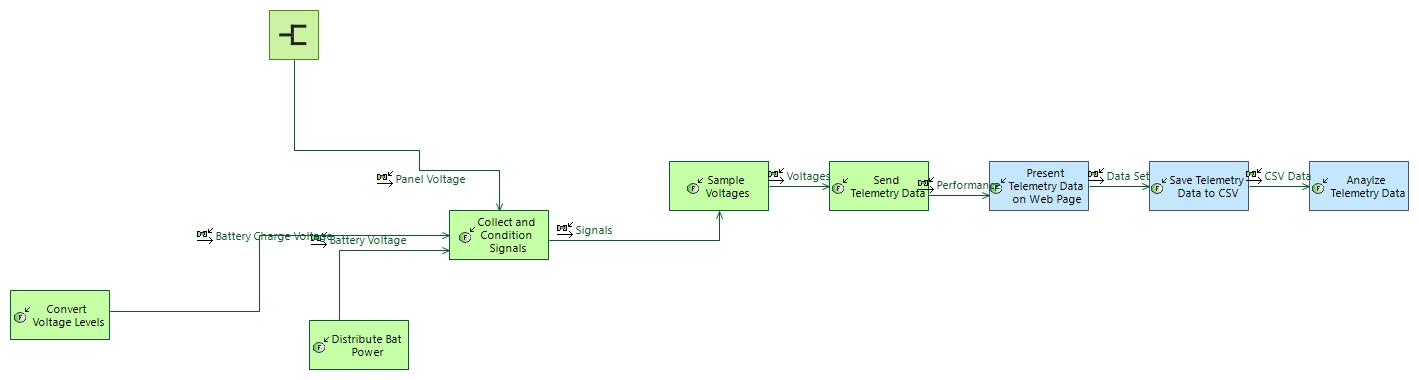 Panel Voltage
Battery Charge Voltage
Battery Voltage
Convert
Voltage Levels
Distribute Bat
Power
Collect and
Condition
Signals
Signals
Sample
Voltages
Voltages
Send
Telemetry Data
Performance
Present
Telemetry Data
on Web Page
Data Set
Save Telemetry
Data to CSV
CSV Data
Anaylze
Telemetry Data